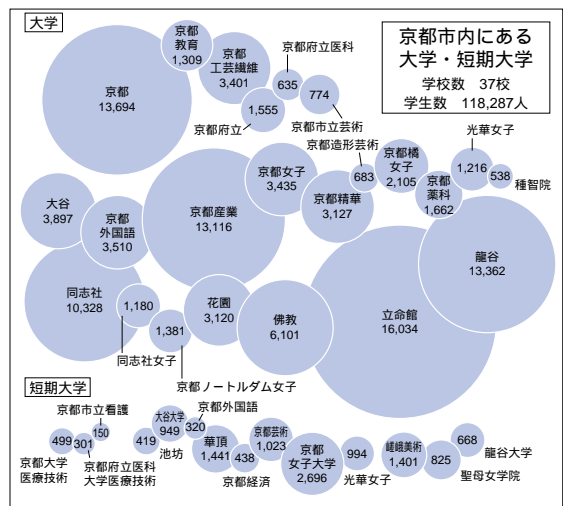 大学
京都市内にある
大学・短期大学
学校数 37校
学生数 118,287人
京都
13,694
京都
教育
1,309
京都
工芸繊維
3,401
京都府立医科
635
1,555
京都府立
774
京都市立芸術
京都造形芸術
683
京都橘
女子
2,105
光華女子
1,216
538
種智院
京都
薬科
1,662
京都女子
3,435
京都精華
3,127
大谷
3,897
京都
外国語
3,510
京都産業
13,116
龍谷
13,362
同志社
10,328
1,180
同志社女子
1,381
京都ノートルダム女子
花園
3,120
佛教
6,101
立命館
16,034
短期大学
京都市立看護
150
499
301
京都大学
医療技術
京都府立医科
大学医療技術
大谷大学
949
京都外国語
320
419
池坊
華頂
1,441
438
京都経済
京都芸術
1,023
京都
女子大学
2,696
994
光華女子
嵯峨美術
1,401
825
聖母女学院
668
龍谷大学